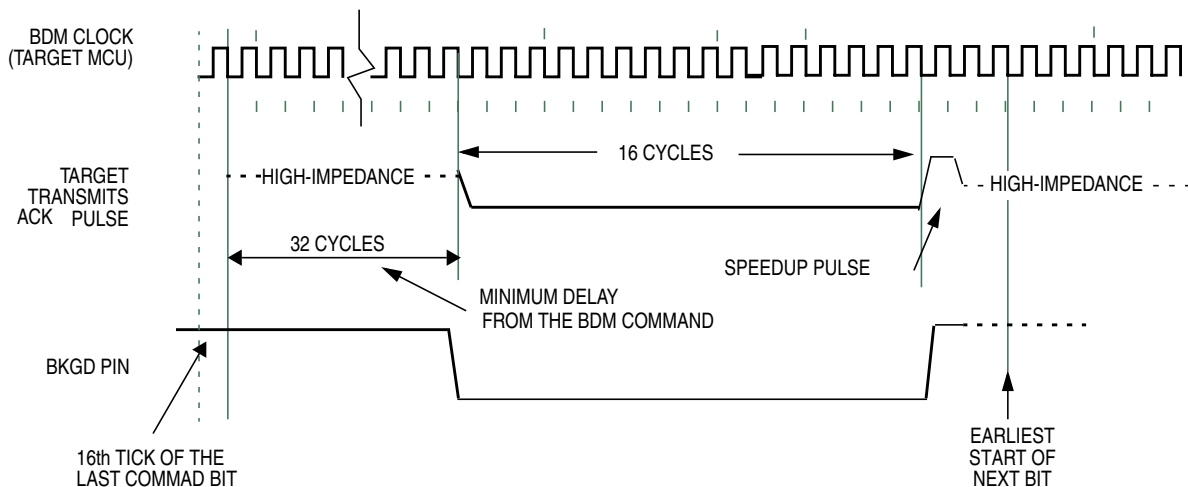 BDM CLOCK
(TARGET MCU)
16 CYCLES
TARGET
TRANSMITS
ACK PULSE
HIGH-IMPEDANCE
HIGH-IMPEDANCE
32 CYCLES
SPEEDUP PULSE
MINIMUM DELAY
FROM THE BDM COMMAND
BKGD PIN
16th TICK OF THE
LAST COMMAD BIT
EARLIEST
START OF
NEXT BIT